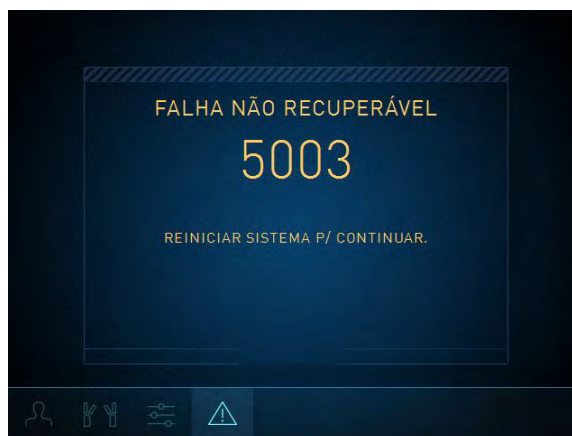 FALHA NÃO RECUPERÁVEL
5003
REINICIAR SISTEMA P/ CONTINUAR.